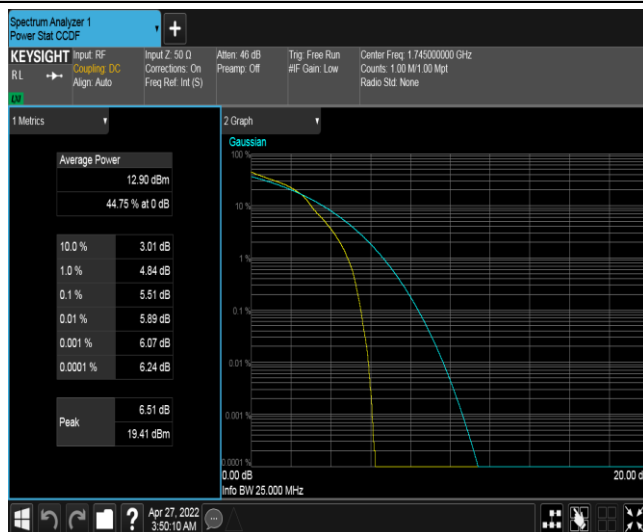 Spectrum Analyzer 1
Power Stat CCDF
KEYSIGHT
RL
Input: RF
Coupling: DC
Align: Auto
Input Z: 50 Ω
Corrections: On
Freq Ref: Int (S)
Atten: 46 dB
Preamp: Off
Trig: Free Run
#IF Gain: Low
Center Freq: 1.745000000 GHz
Counts: 1.00 M/1.00 Mpt
Radio Std: None
1 Metrics
Average Power
12.90 dBm
44.75 % at 0 dB
10.0 % 3.01 dB
1.0 % 4.84 dB
0.1 % 5.51 dB
0.01 % 5.89 dB
0.001 % 6.07 dB
0.0001 % 6.24 dB
Peak
6.51 dB
19.41 dBm
2 Graph
Gaussian
100 %
10 %
1 %
0.1 %
0.01 %
0.001 %
0.0001 %
0.00 dB
20.00 d
Info BW 25.000 MHz
Apr 27, 2022
3:50:10 AM